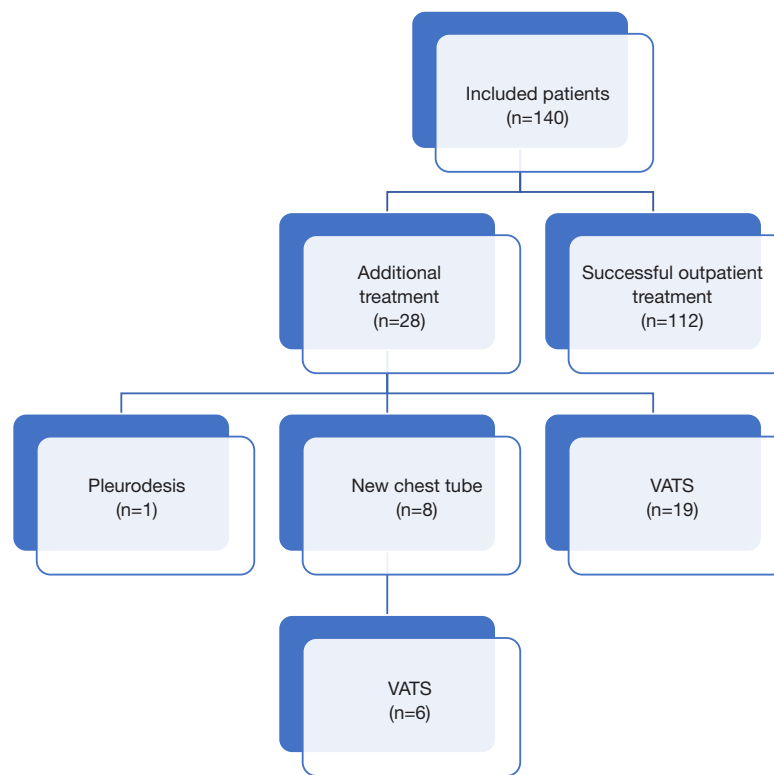 Included patients
(n=140)
Additional
treatment
(n=28)
Successful outpatient
treatment
(n=112)
Pleurodesis
(n=1)
New chest tube
(n=8)
VATS
(n=19)
VATS
(n=6)